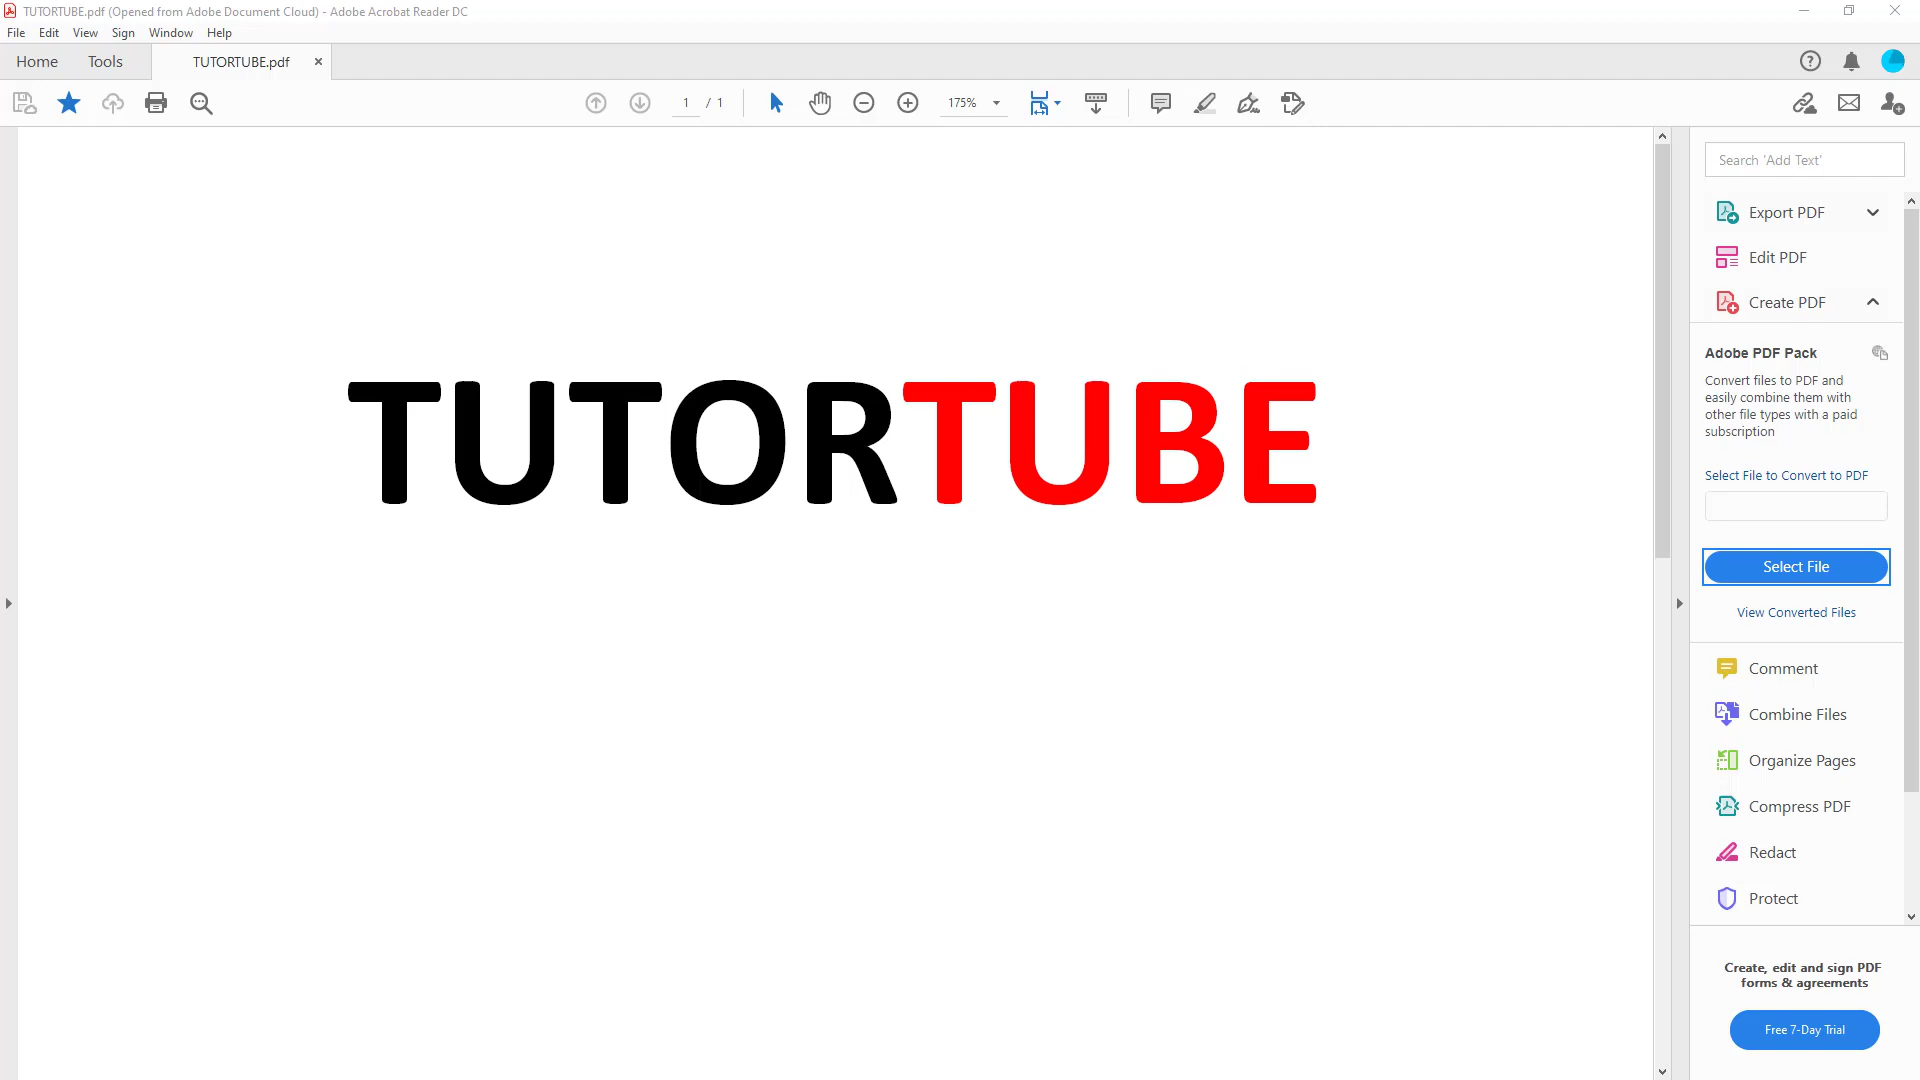 TUTORTUBE.pdf (Opened from Adobe Document Cloud) - Adobe Acrobat Reader DC
File Edit View Sign Window Help
Home Tools TUTORTUBE.pdf
1 / 1 175%
Search 'Add Text'
Export PDF
Edit PDF
Create PDF
Adobe PDF Pack
Convert files to PDF and
easily combine them with
other file types with a paid
subscription
Select File to Convert to PDF
Select File
View Converted Files
Comment
Combine Files
Organize Pages
Compress PDF
Redact
Protect
Create, edit and sign PDF
forms & agreements
Free 7-Day Trial
TUTORTUBE